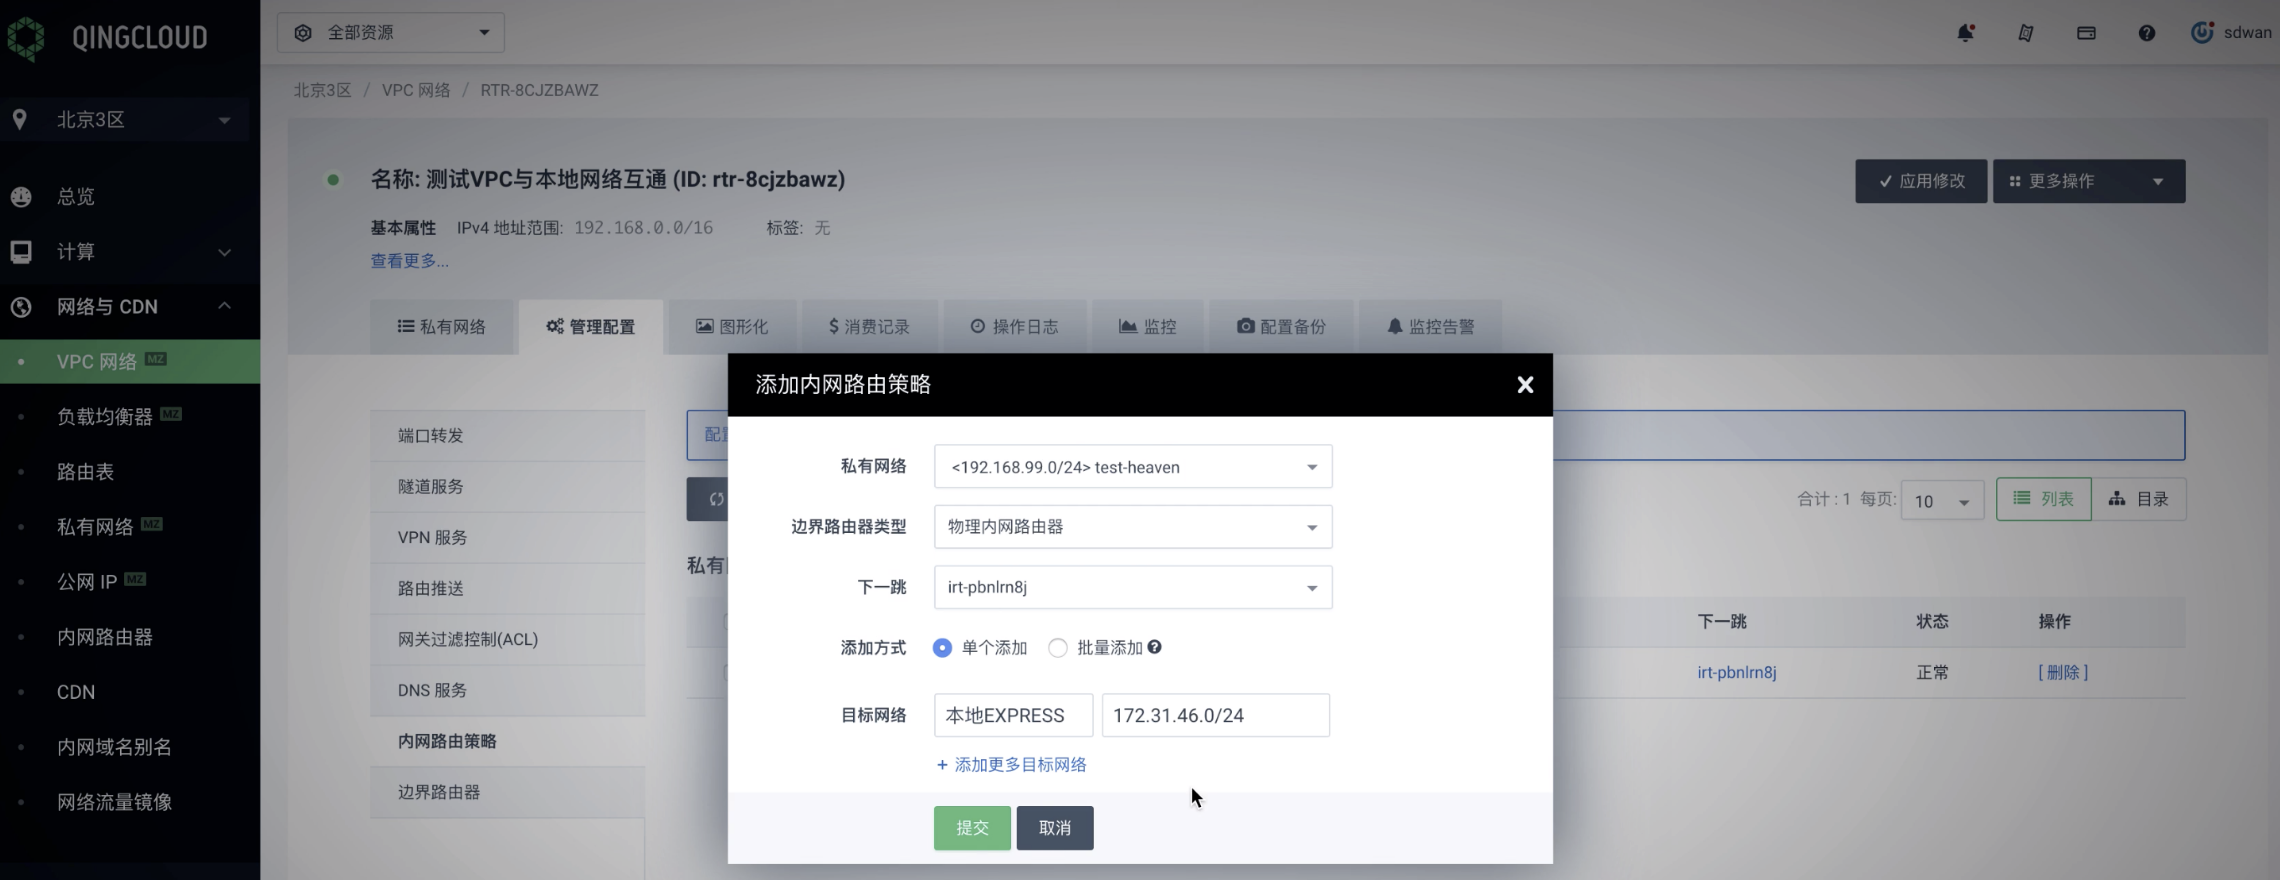 QINGCLOUD
全部资源
sdwan
北京3区
北京3区 / VPC 网络 / RTR-8CJZBAWZ
总览
计算
网络与 CDN
VPC 网络 MZ
负载均衡器 MZ
路由表
私有网络 MZ
公网 IP MZ
内网路由器
CDN
内网域名别名
网络流量镜像
名称: 测试VPC与本地网络互通 (ID: rtr-8cjzbawz)
应用修改 更多操作
基本属性 IPv4 地址范围: 192.168.0.0/16 标签: 无
查看更多...
私有网络 管理配置 图形化 消费记录 操作日志 监控 配置备份 监控告警
端口转发
隧道服务
VPN 服务
路由推送
网关过滤控制(ACL)
DNS 服务
内网路由策略
边界路由器
添加内网路由策略
私有网络 <192.168.99.0/24> test-heaven
边界路由器类型 物理内网路由器
下一跳 irt-pbnlrn8j
添加方式 单个添加 批量添加
目标网络 本地EXPRESS 172.31.46.0/24
+ 添加更多目标网络
提交 取消
合计 : 1 每页: 10 列表 目录
私有
下一跳 状态 操作
irt-pbnlrn8j 正常 [ 删除 ]